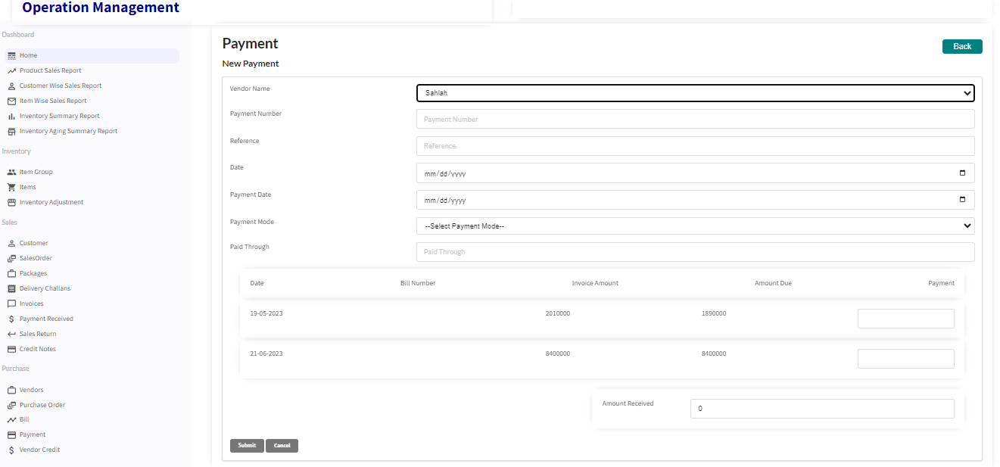 Operation Management
Dashboard
Home
Product Sales Report
Customer Wise Sales Report
Item Wise Sales Report
Inventory Summary Report
Inventory Aging Summary Report
Inventory
Item Group
Items
Inventory Adjustment
Sales
Customer
SalesOrder
Packages
Delivery Challans
Invoices
Payment Received
Sales Return
Credit Notes
Purchase
Vendors
Purchase Order
Bill
Payment
Vendor Credit
Payment
Back
New Payment
Vendor Name Sahlah
Payment Number Payment Number
Reference Reference
Date mm/dd/yyyy
Payment Date mm/dd/yyyy
Payment Mode --Select Payment Mode--
Paid Through Paid Through
Date Bill Number Invoice Amount Amount Due Payment
19-05-2023 2010000 1890000
21-06-2023 8400000 8400000
Amount Received 0
Submit Cancel